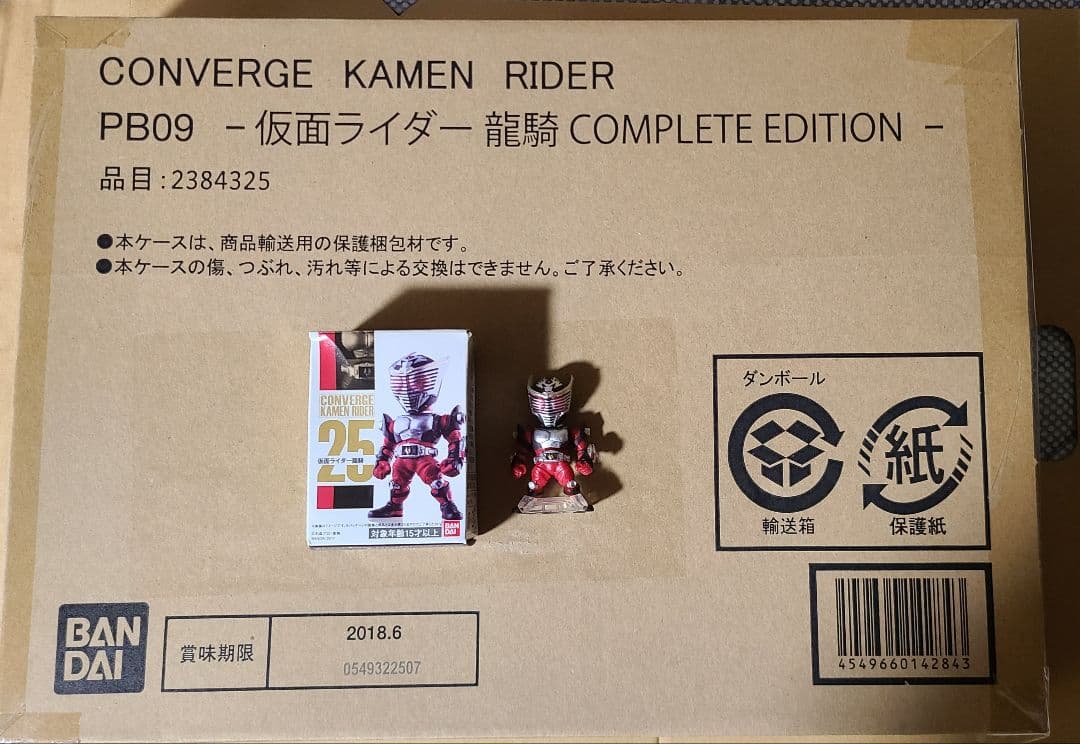 CONVERGE KAMEN RIDER
PB09 －仮面ライダー 龍騎 COMPLETE EDITION －
品目:2384325
●本ケースは、商品輸送用の保護梱包材です。
●本ケースの傷、つぶれ、汚れ等による交換はできません。ご了承ください。
CONVERGE
KAMEN RIDER
25
仮面ライダー龍騎
対象年齢15才以上
BAN
DAI
ダンボール
紙
輸送箱
保護紙
BAN
DAI
賞味期限
2018.6
0549322507
4549660142843